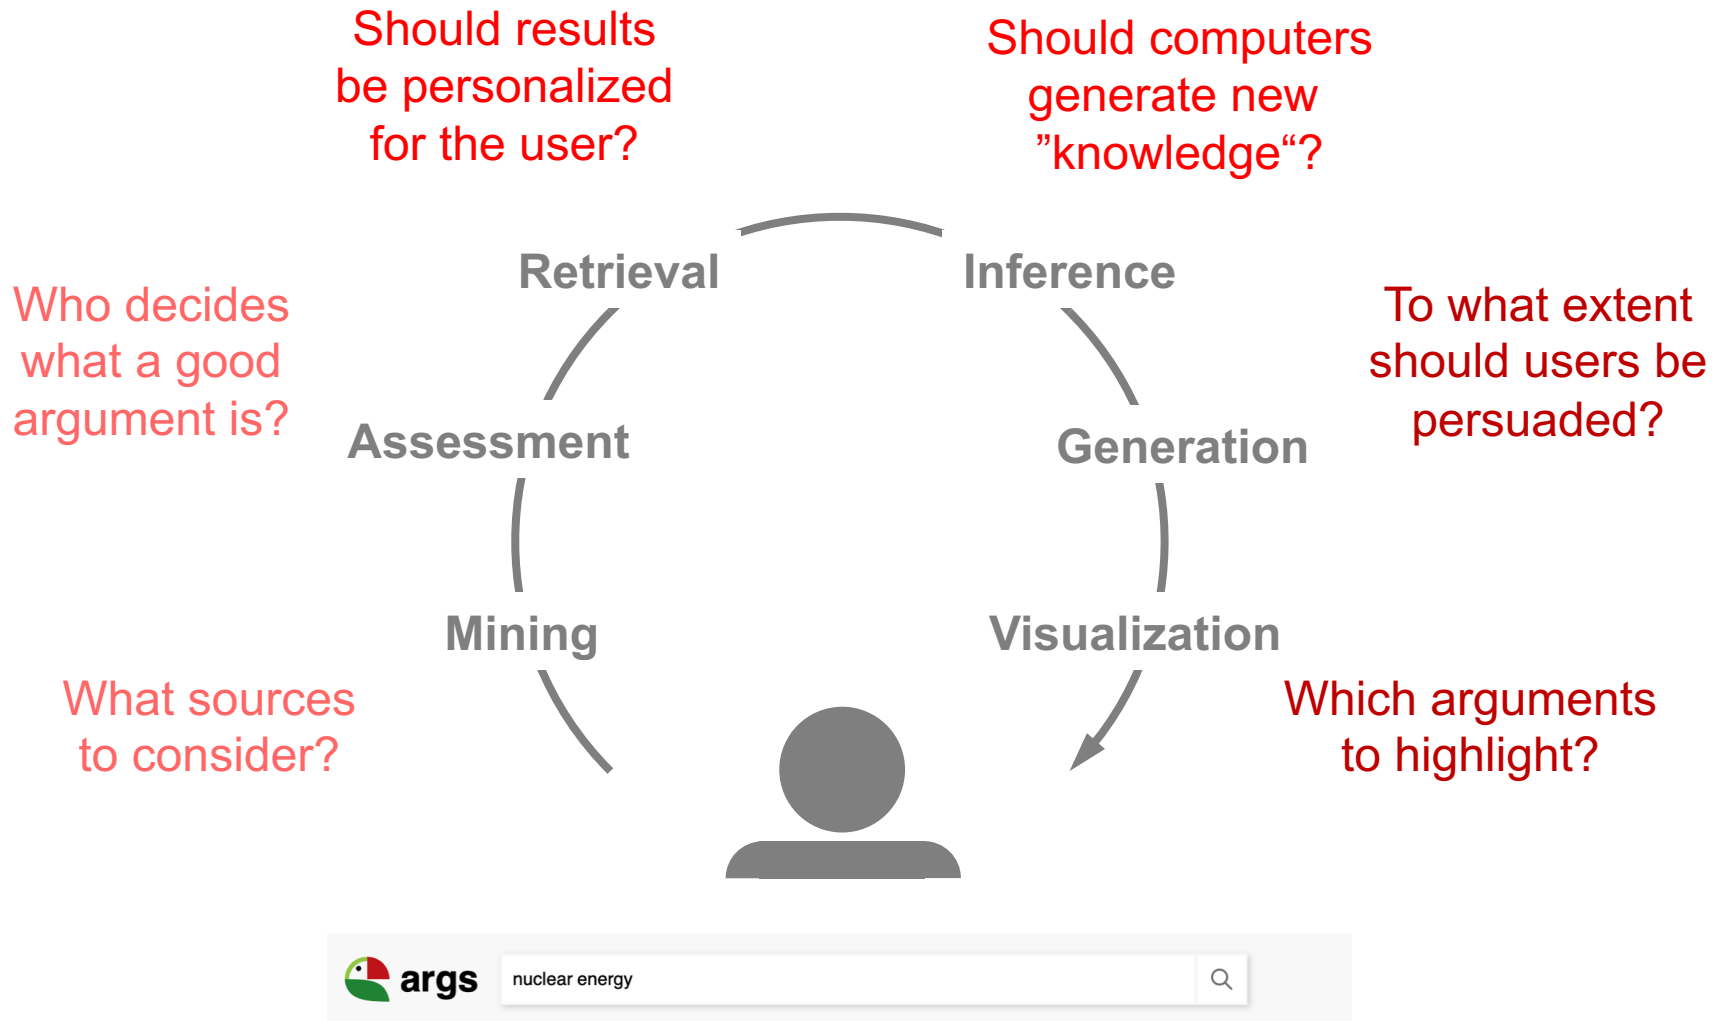 Should results
be personalized
for the user?
Should computers
generate new
”knowledge“?
Retrieval
Inference
Who decides
what a good
argument is?
To what extent
should users be
persuaded?
Assessment
Generation
Mining
Visualization
What sources
to consider?
Which arguments
to highlight?
args
nuclear energy